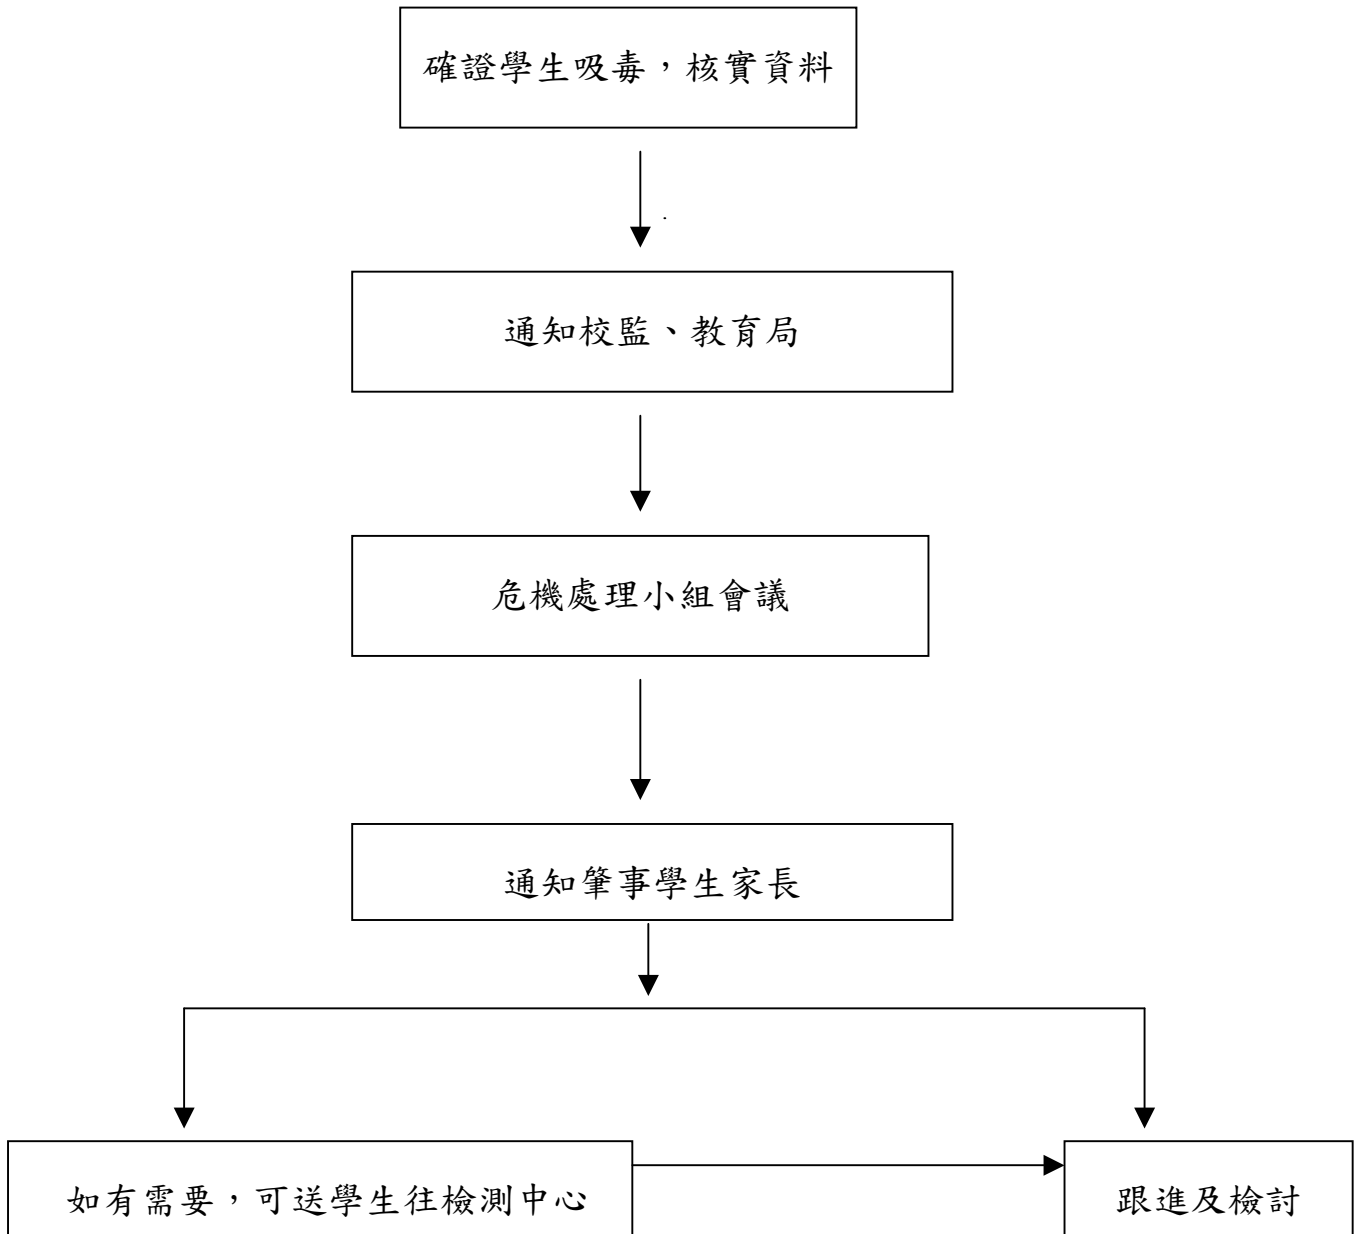 確證學生吸毒，核實資料
通知校監、教育局
危機處理小組會議
通知肇事學生家長
如有需要，可送學生往檢測中心
跟進及檢討